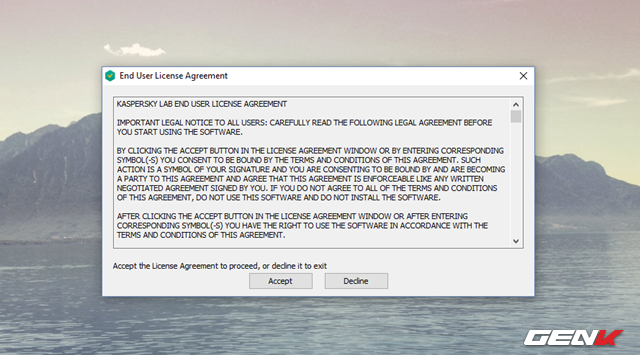 End User License Agreement
KASPERSKY LAB END USER LICENSE AGREEMENT
IMPORTANT LEGAL NOTICE TO ALL USERS: CAREFULLY READ THE FOLLOWING LEGAL AGREEMENT BEFORE
YOU START USING THE SOFTWARE.
BY CLICKING THE ACCEPT BUTTON IN THE LICENSE AGREEMENT WINDOW OR BY ENTERING CORRESPONDING
SYMBOL(-S) YOU CONSENT TO BE BOUND BY THE TERMS AND CONDITIONS OF THIS AGREEMENT. SUCH
ACTION IS A SYMBOL OF YOUR SIGNATURE AND YOU ARE CONSENTING TO BE BOUND BY AND ARE BECOMING
A PARTY TO THIS AGREEMENT AND AGREE THAT THIS AGREEMENT IS ENFORCEABLE LIKE ANY WRITTEN
NEGOTIATED AGREEMENT SIGNED BY YOU. IF YOU DO NOT AGREE TO ALL OF THE TERMS AND CONDITIONS
OF THIS AGREEMENT, DO NOT USE THIS SOFTWARE AND DO NOT INSTALL THE SOFTWARE.
AFTER CLICKING THE ACCEPT BUTTON IN THE LICENSE AGREEMENT WINDOW OR AFTER ENTERING
CORRESPONDING SYMBOL(-S) YOU HAVE THE RIGHT TO USE THE SOFTWARE IN ACCORDANCE WITH THE
TERMS AND CONDITIONS OF THIS AGREEMENT.
Accept the License Agreement to proceed, or decline it to exit
Accept Decline
GENK